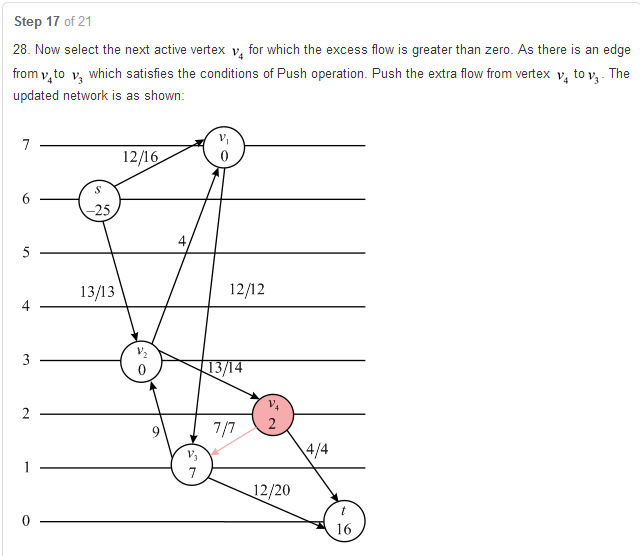 Step 17 of 21
28. Now select the next active vertex v4 for which the excess flow is greater than zero. As there is an edge
from v4 to v3 which satisfies the conditions of Push operation. Push the extra flow from vertex v4 to v3. The
updated network is as shown:
7
v1
0
12/16
6
s
–25
5
4
13/13
12/12
4
3
v2
0
13/14
2
v4
2
9
7/7
4/4
1
v3
7
12/20
0
t
16